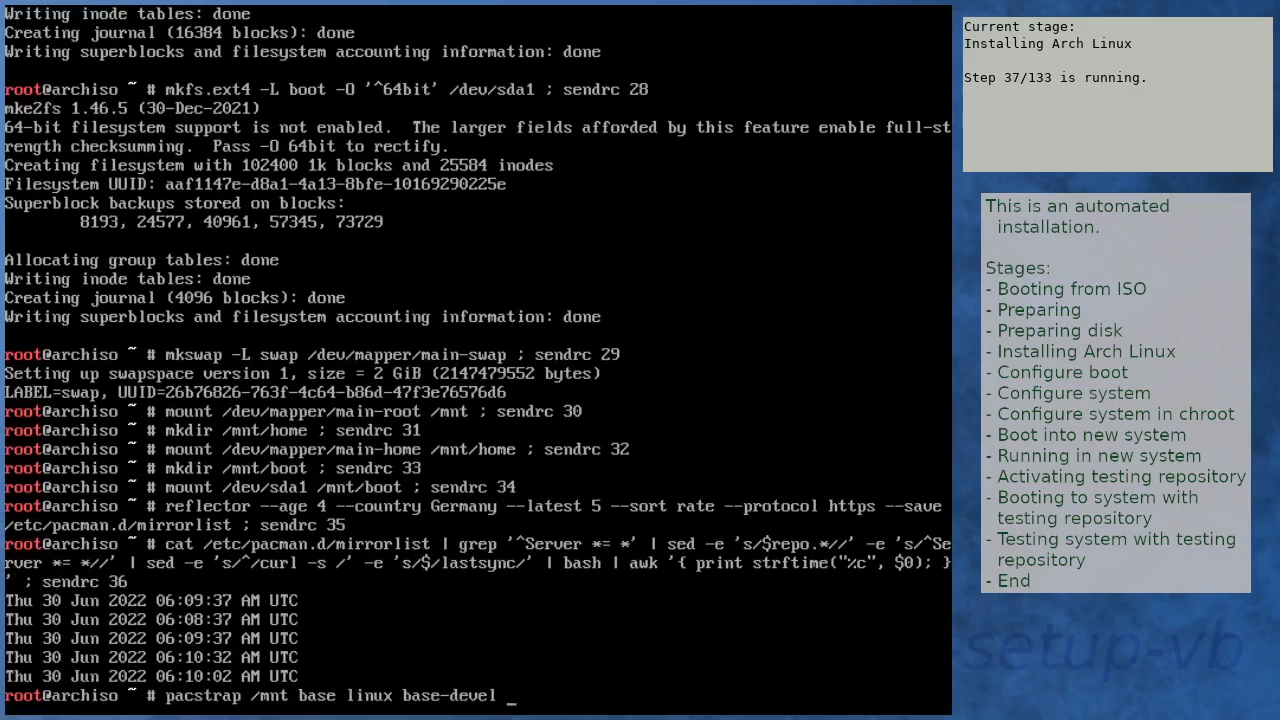 Writing inode tables: done
Creating journal (16384 blocks): done
Writing superblocks and filesystem accounting information: done
root@archiso ~ # mkfs.ext4 -L boot -O '^64bit' /dev/sda1 ; sendrc 28
mke2fs 1.46.5 (30-Dec-2021)
64-bit filesystem support is not enabled.  The larger fields afforded by this feature enable full-st
rength checksumming.  Pass -O 64bit to rectify.
Creating filesystem with 102400 1k blocks and 25584 inodes
Filesystem UUID: aaf1147e-d8a1-4a13-8bfe-10169290225e
Superblock backups stored on blocks:
        8193, 24577, 40961, 57345, 73729
Allocating group tables: done
Writing inode tables: done
Creating journal (4096 blocks): done
Writing superblocks and filesystem accounting information: done
root@archiso ~ # mkswap -L swap /dev/mapper/main-swap ; sendrc 29
Setting up swapspace version 1, size = 2 GiB (2147479552 bytes)
LABEL=swap, UUID=26b76826-763f-4c64-b86d-47f3e76576d6
root@archiso ~ # mount /dev/mapper/main-root /mnt ; sendrc 30
root@archiso ~ # mkdir /mnt/home ; sendrc 31
root@archiso ~ # mount /dev/mapper/main-home /mnt/home ; sendrc 32
root@archiso ~ # mkdir /mnt/boot ; sendrc 33
root@archiso ~ # mount /dev/sda1 /mnt/boot ; sendrc 34
root@archiso ~ # reflector --age 4 --country Germany --latest 5 --sort rate --protocol https --save
/etc/pacman.d/mirrorlist ; sendrc 35
root@archiso ~ # cat /etc/pacman.d/mirrorlist | grep '^Server *= *' | sed -e 's/$repo.*//' -e 's/^Se
rver *= *//' | sed -e 's/^/curl -s /' -e 's/$/lastsync/' | bash | awk '{ print strftime("%c", $0); }
' ; sendrc 36
Thu 30 Jun 2022 06:09:37 AM UTC
Thu 30 Jun 2022 06:08:37 AM UTC
Thu 30 Jun 2022 06:09:37 AM UTC
Thu 30 Jun 2022 06:10:32 AM UTC
Thu 30 Jun 2022 06:10:02 AM UTC
root@archiso ~ # pacstrap /mnt base linux base-devel _
Current stage:
Installing Arch Linux
Step 37/133 is running.
This is an automated
installation.
Stages:
- Booting from ISO
- Preparing
- Preparing disk
- Installing Arch Linux
- Configure boot
- Configure system
- Configure system in chroot
- Boot into new system
- Running in new system
- Activating testing repository
- Booting to system with
testing repository
- Testing system with testing
repository
- End
setup-vb